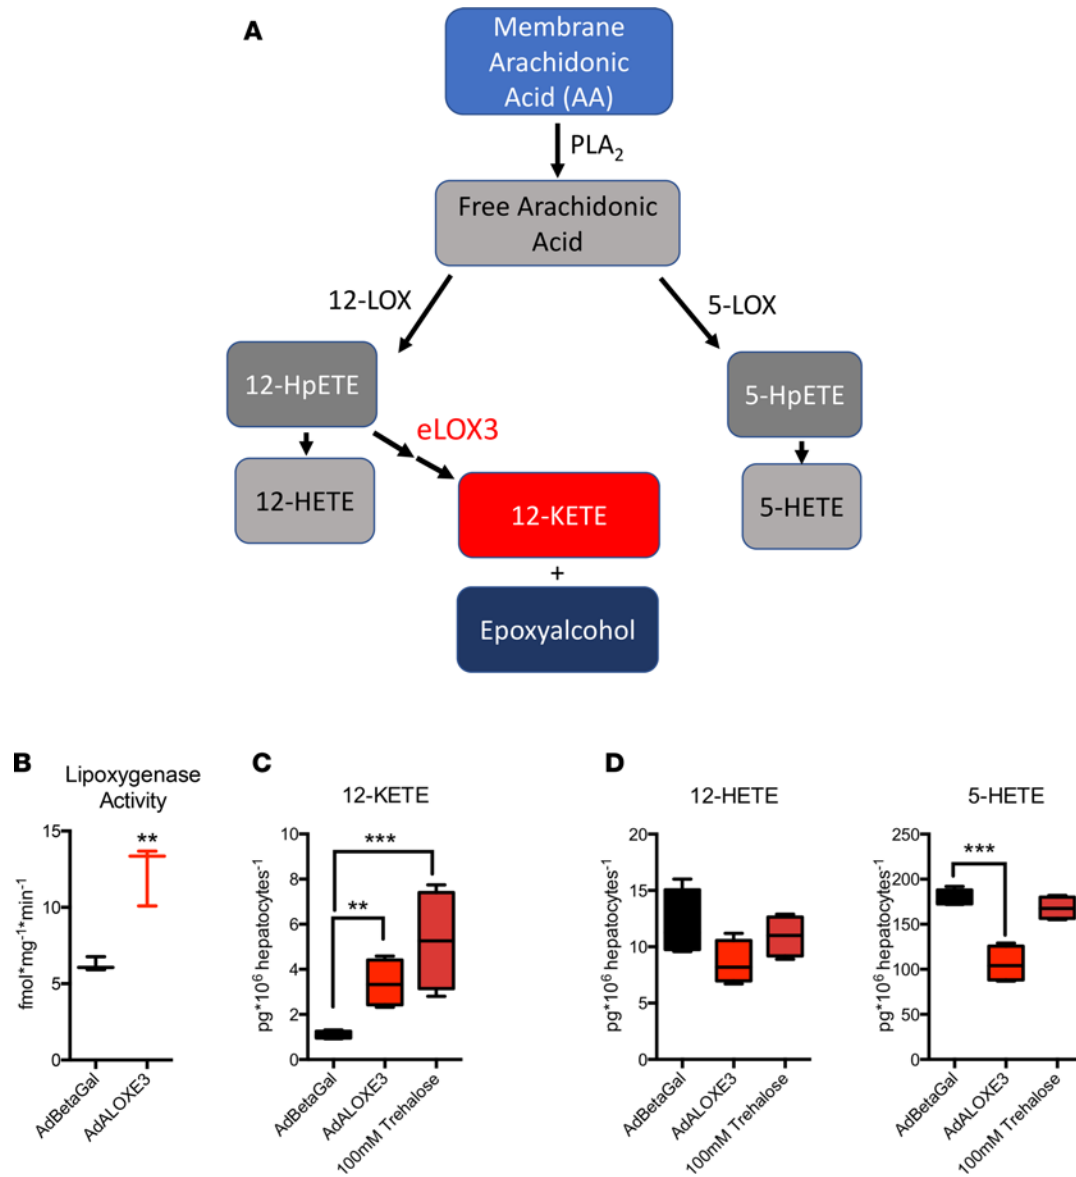 A
Membrane
Arachidonic
Acid (AA)
PLA₂
Free Arachidonic
Acid
12-LOX
5-LOX
12-HpETE
5-HpETE
eLOX3
12-HETE
12-KETE
5-HETE
+
Epoxyalcohol
B
Lipoxygenase
Activity
fmol*mg⁻¹*min⁻¹
15
10
5
0
**
AdBetaGal
AdALOXE3
C
12-KETE
pg*10⁶ hepatocytes⁻¹
10
8
6
4
2
0
***
**
AdBetaGal
AdALOXE3
100mM Trehalose
D
12-HETE
pg*10⁶ hepatocytes⁻¹
20
15
10
5
0
AdBetaGal
AdALOXE3
100mM Trehalose
5-HETE
pg*10⁶ hepatocytes⁻¹
250
200
150
100
50
0
***
AdBetaGal
AdALOXE3
100mM Trehalose